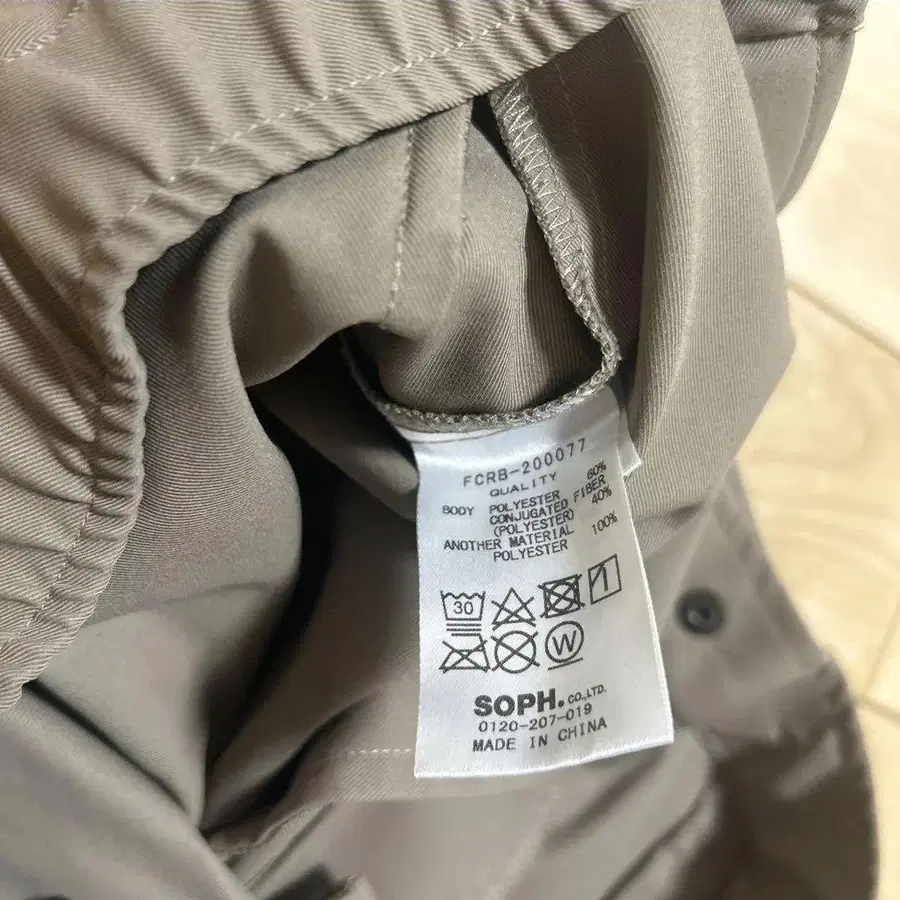 FCRB-200077
QUALITY
BODY POLYESTER 60%
CONJUGATED FIBER
(POLYESTER) 40%
ANOTHER MATERIAL
POLYESTER 100%
30
W
SOPH. CO.,LTD.
0120-207-019
MADE IN CHINA